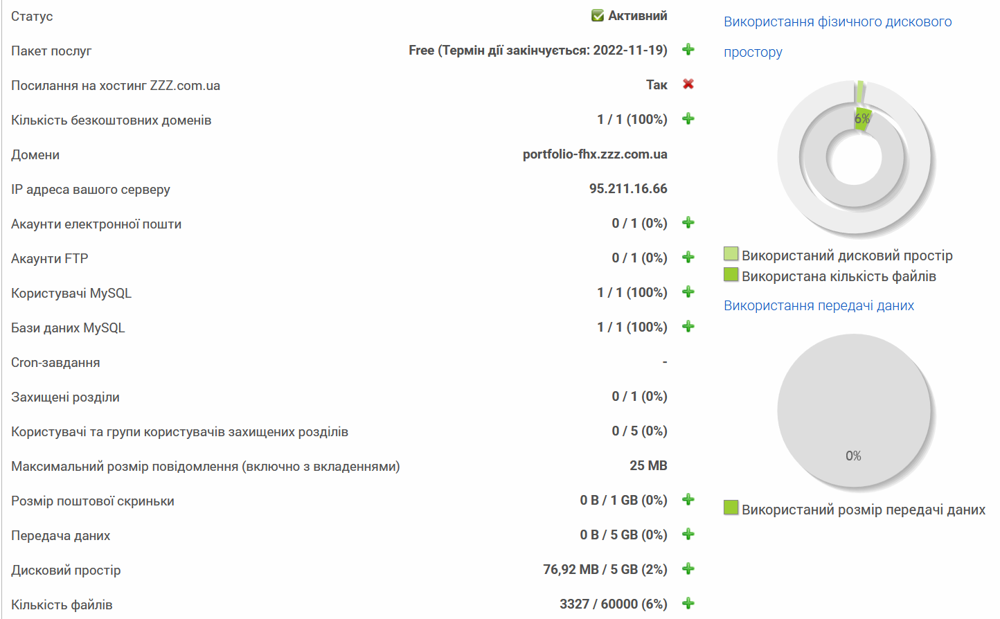 Статус Активний
Пакет послуг Free (Термін дії закінчується: 2022-11-19)
Посилання на хостинг ZZZ.com.ua Так
Кількість безкоштовних доменів 1 / 1 (100%)
Домени portfolio-fhx.zzz.com.ua
IP адреса вашого серверу 95.211.16.66
Акаунти електронної пошти 0 / 1 (0%)
Акаунти FTP 0 / 1 (0%)
Користувачі MySQL 1 / 1 (100%)
Бази даних MySQL 1 / 1 (100%)
Cron-завдання -
Захищені розділи 0 / 1 (0%)
Користувачі та групи користувачів захищених розділів 0 / 5 (0%)
Максимальний розмір повідомлення (включно з вкладеннями) 25 MB
Розмір поштової скриньки 0 B / 1 GB (0%)
Передача даних 0 B / 5 GB (0%)
Дисковий простір 76,92 MB / 5 GB (2%)
Кількість файлів 3327 / 60000 (6%)
Використання фізичного дискового
простору
6%
Використаний дисковий простір
Використана кількість файлів
Використання передачі даних
0%
Використаний розмір передачі даних